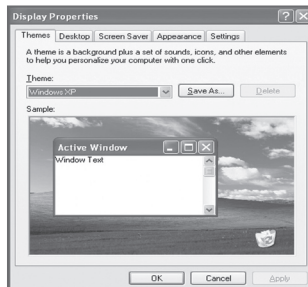 Display Properties
Themes Desktop Screen Saver Appearance Settings
A theme is a background plus a set of sounds, icons, and other elements
to help you personalize your computer with one click.
Theme:
Windows XP Save As... Delete
Sample:
Active Window
Window Text
OK Cancel Apply